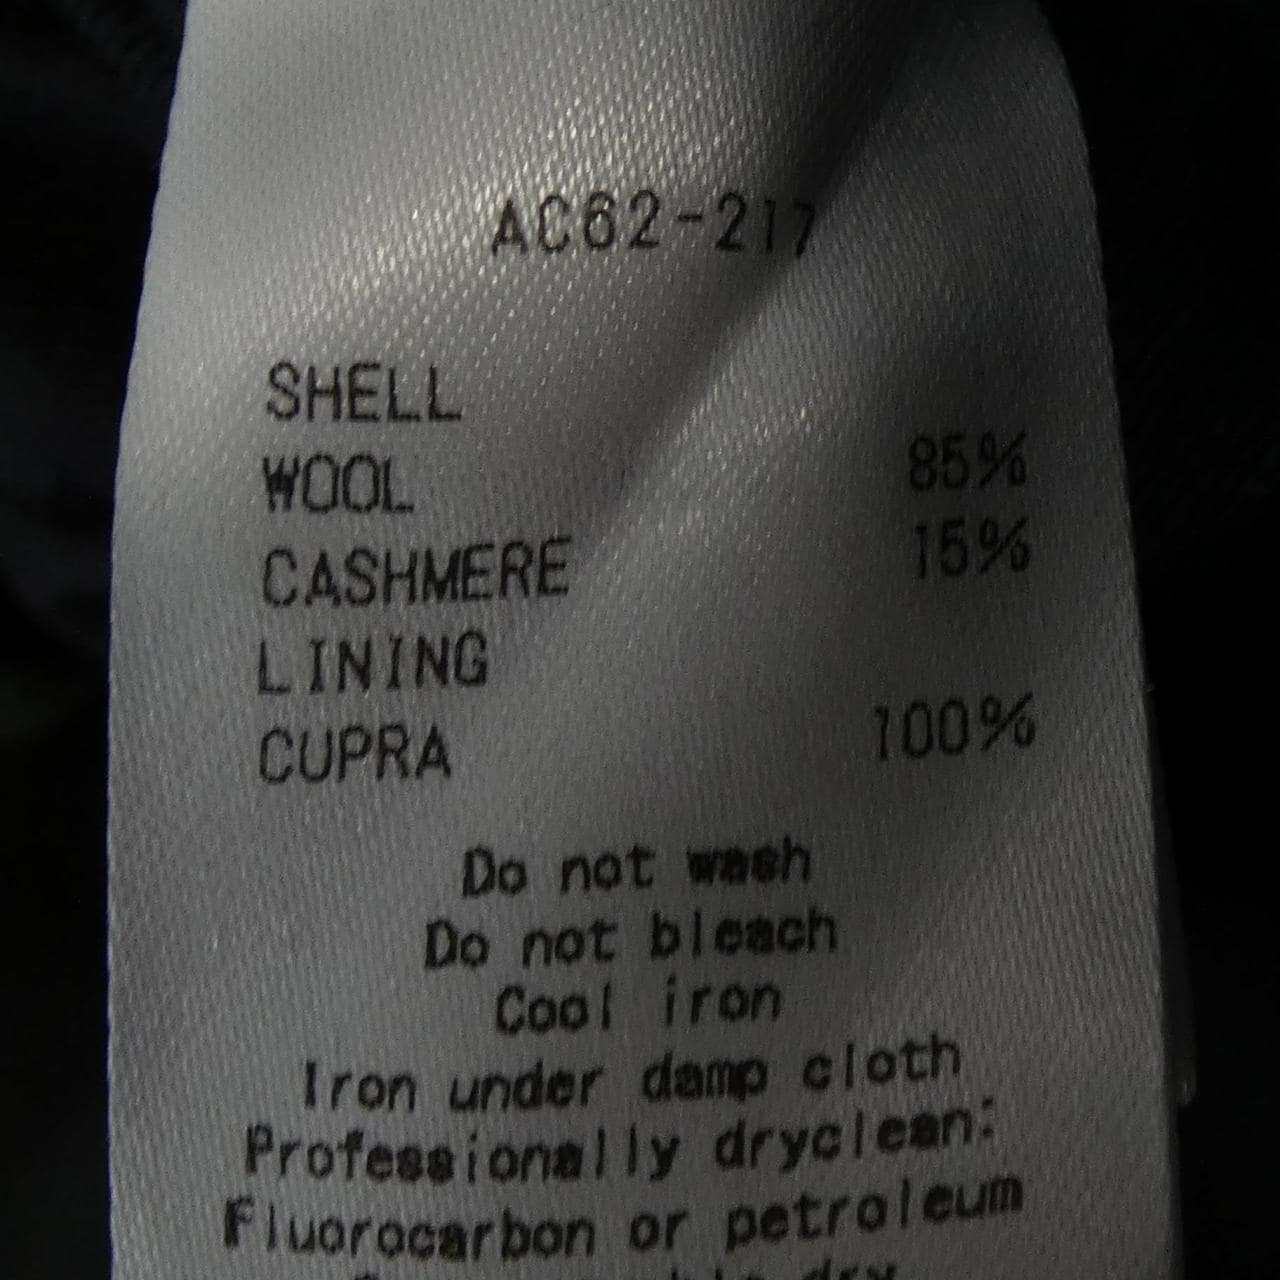 AC62-217
SHELL
WOOL 85%
CASHMERE 15%
LINING
CUPRA 100%
Do not wash
Do not bleach
Cool iron
Iron under damp cloth
Professionally dryclean:
Fluorocarbon or petroleum
dry